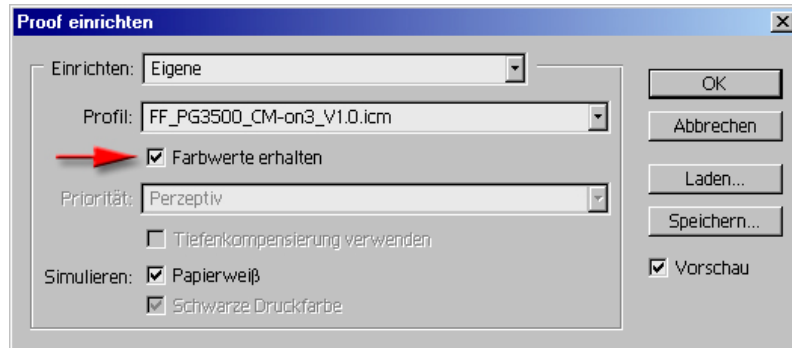 Proof einrichten
Einrichten: Eigene
OK
Profil: FF_PG3500_CM-on3_V1.0.icm
Abbrechen
Farbwerte erhalten
Laden...
Priorität: Perzeptiv
Speichern...
Tiefenkompensierung verwenden
Simulieren: Papierweiß
Vorschau
Schwarze Druckfarbe